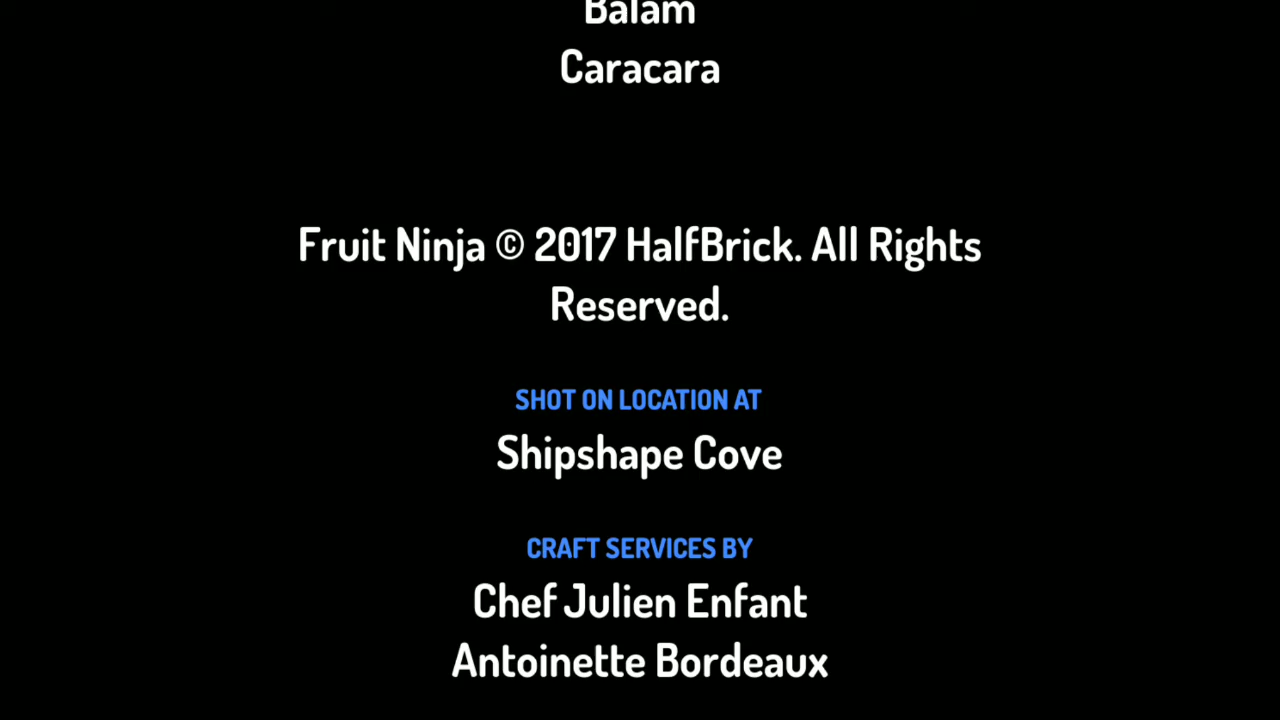 Balam
Caracara
Fruit Ninja © 2017 HalfBrick. All Rights
Reserved.
SHOT ON LOCATION AT
Shipshape Cove
CRAFT SERVICES BY
Chef Julien Enfant
Antoinette Bordeaux